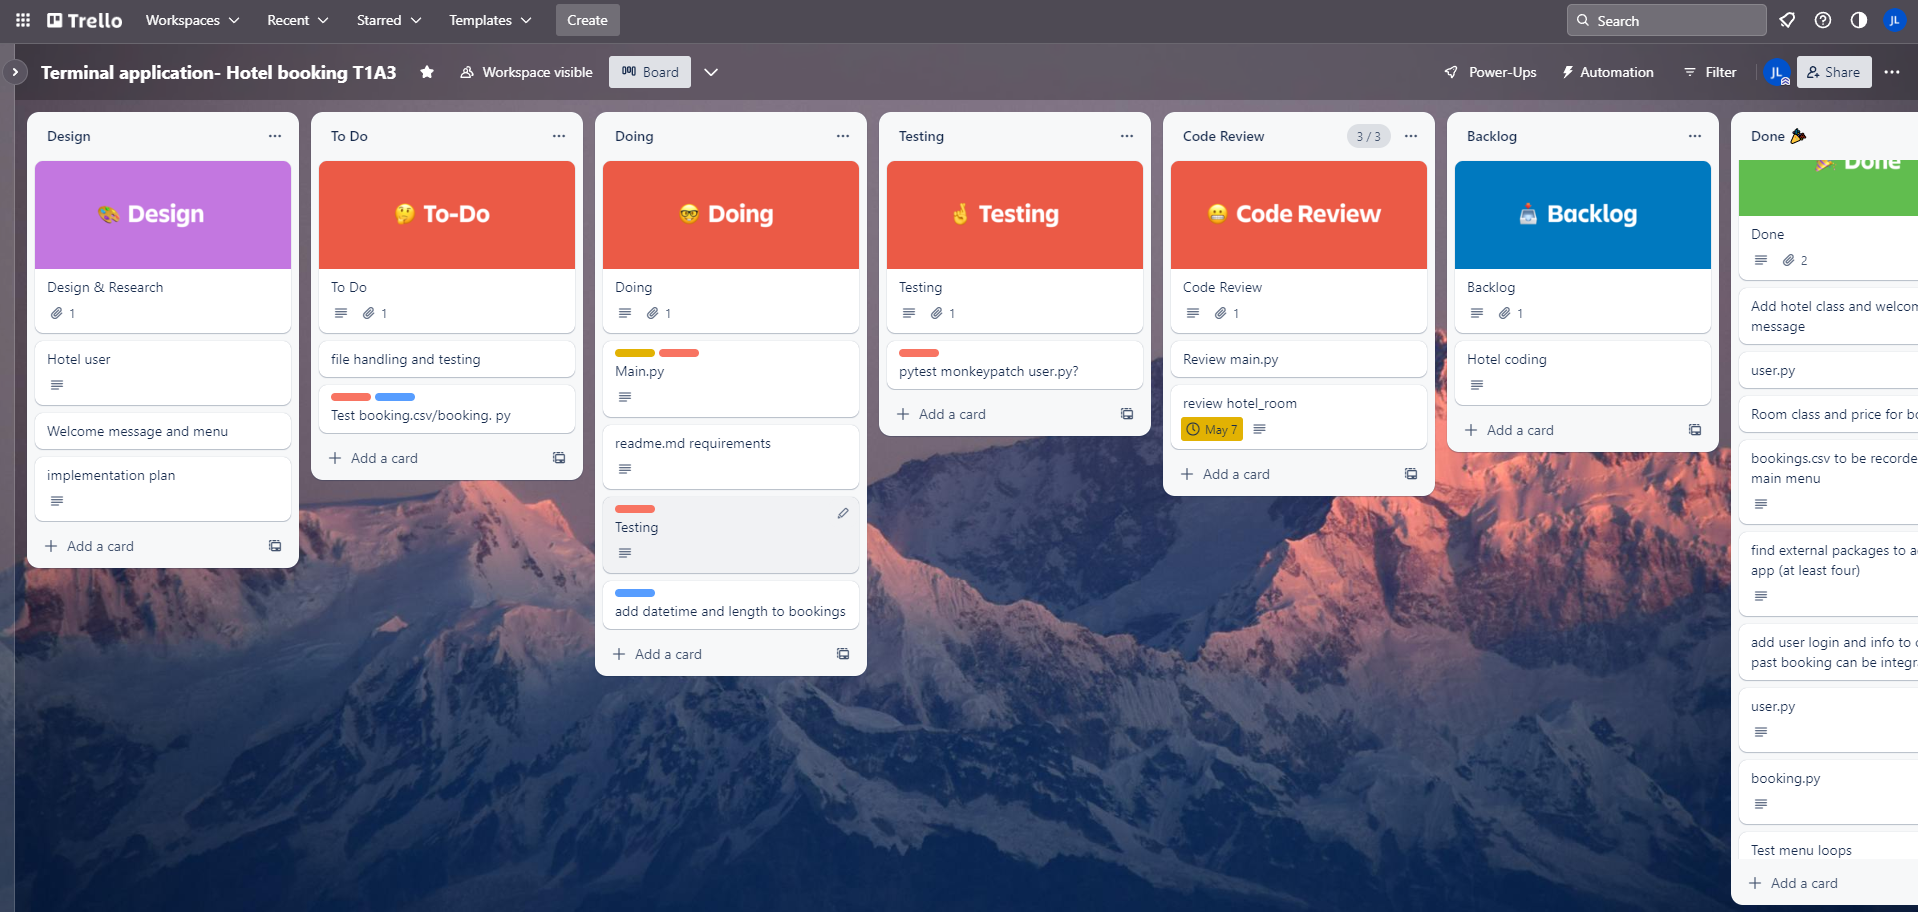 Trello
Workspaces
Recent
Starred
Templates
Create
Search
JL
Terminal application- Hotel booking T1A3
Workspace visible
Board
Power-Ups
Automation
Filter
JL
Share
Design
Design
Design & Research
1
Hotel user
Welcome message and menu
implementation plan
Add a card
To Do
To-Do
To Do
1
file handling and testing
Test booking.csv/booking. py
Add a card
Doing
Doing
Doing
1
Main.py
readme.md requirements
Testing
add datetime and length to bookings
Add a card
Testing
Testing
Testing
1
pytest monkeypatch user.py?
Add a card
Code Review
3 / 3
Code Review
Code Review
1
Review main.py
review hotel_room
May 7
Add a card
Backlog
Backlog
Backlog
1
Hotel coding
Add a card
Done
Done
Done
2
Add hotel class and welcom
message
user.py
Room class and price for bo
bookings.csv to be recorde
main menu
find external packages to a
app (at least four)
add user login and info to
past booking can be integr
user.py
booking.py
Test menu loops
Add a card